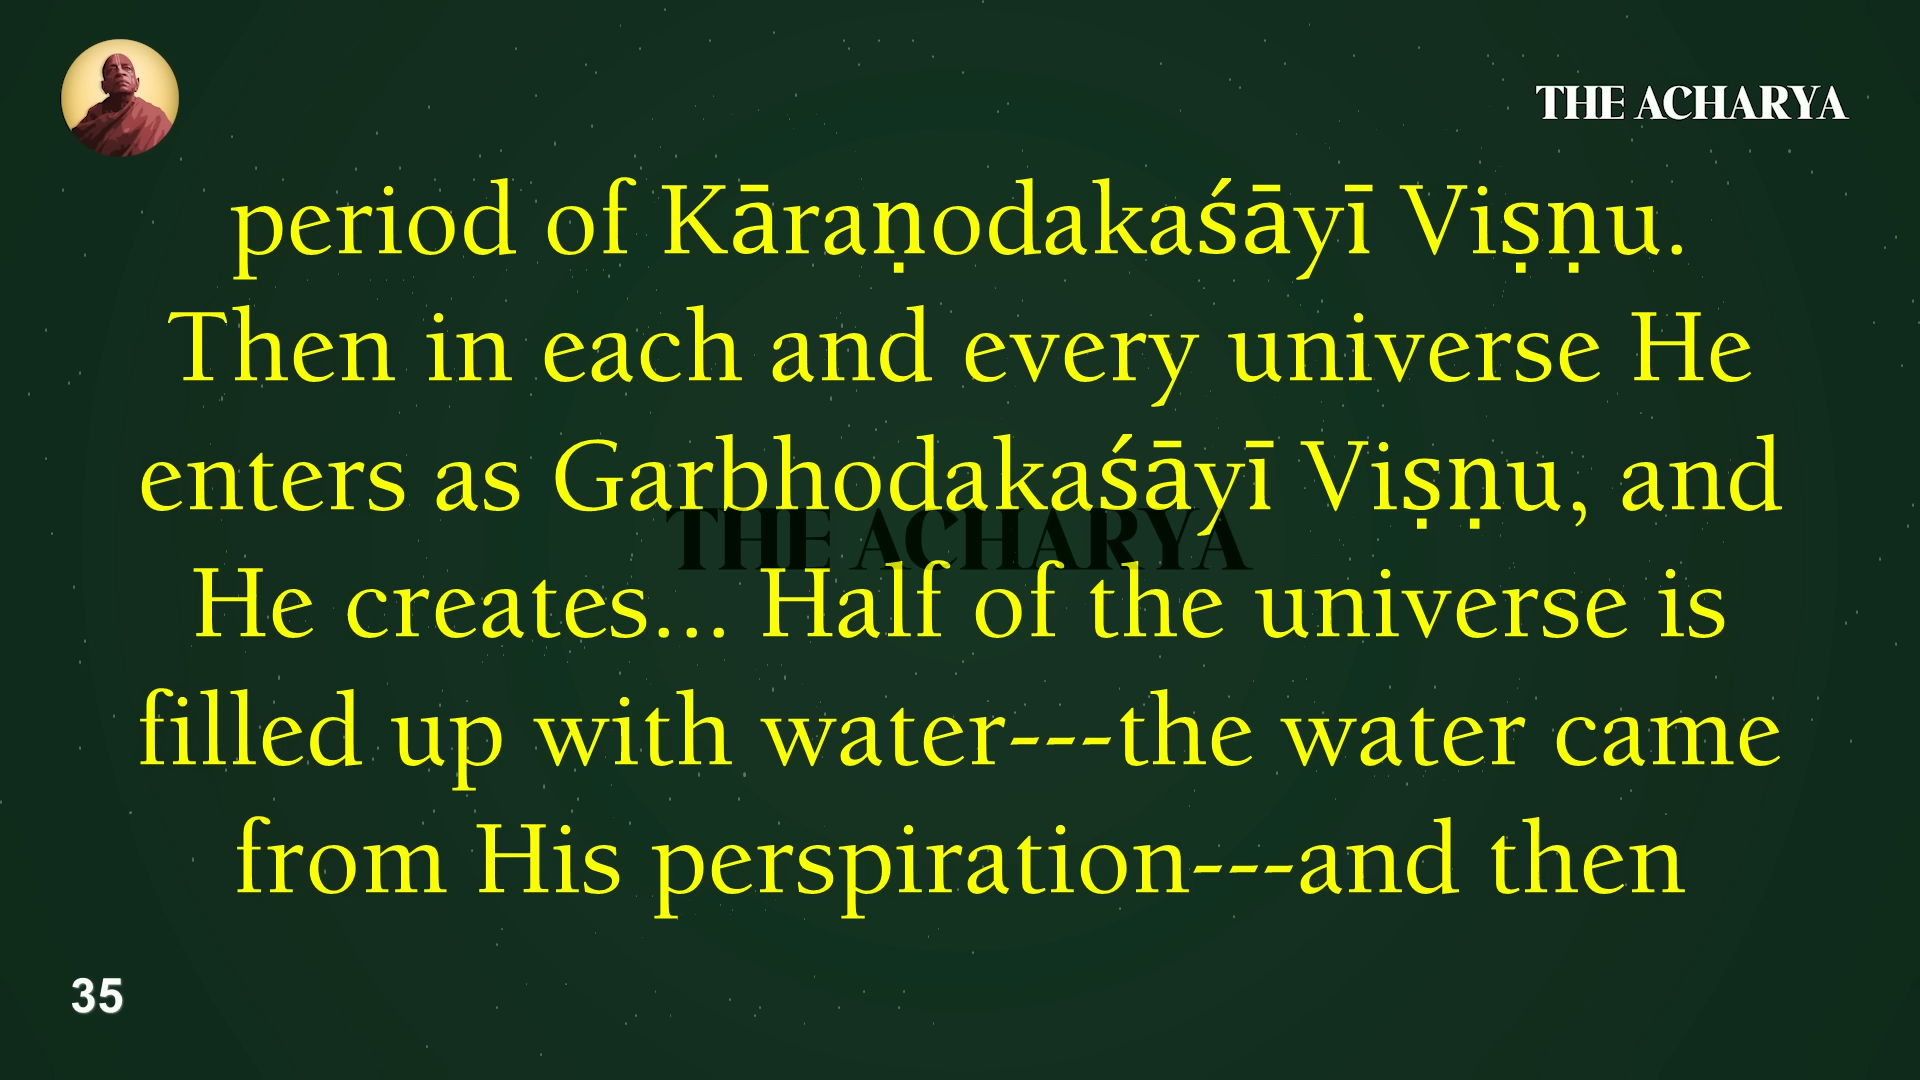 THE ACHARYA
period of Kāraṇodakaśāyī Viṣṇu.
Then in each and every universe He
enters as Garbhodakaśāyī Viṣṇu, and
THE ACHARYA
He creates... Half of the universe is
filled up with water---the water came
from His perspiration---and then
35